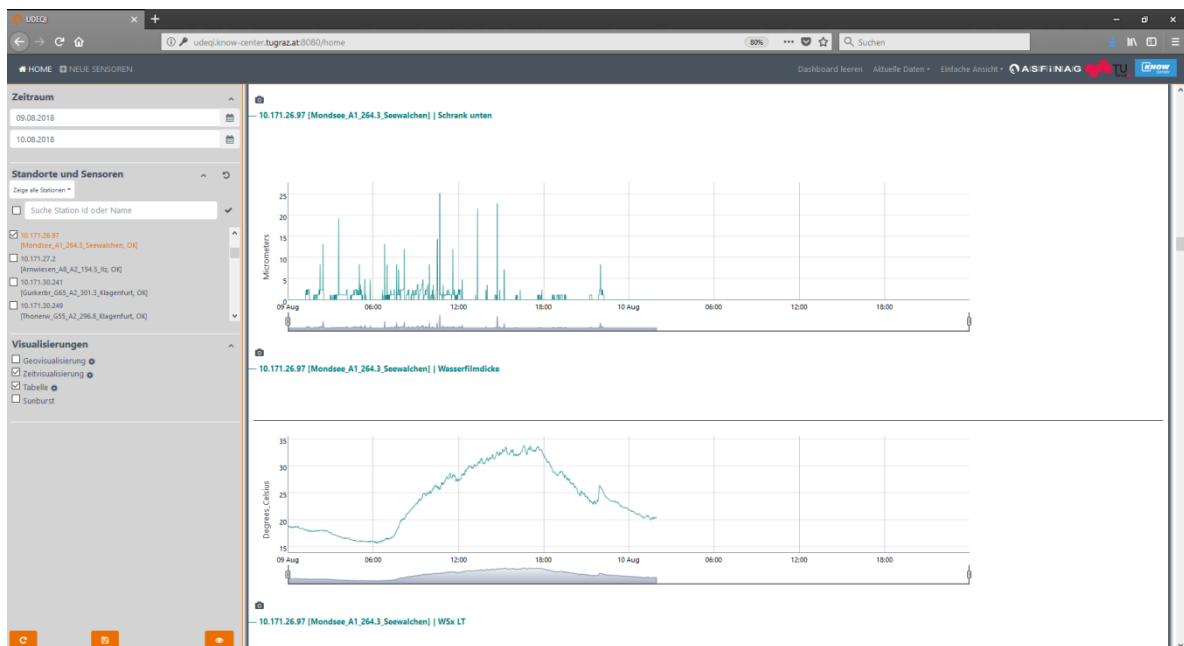 UDEQI
udeqi.know-center.tugraz.at:8080/home
80%
Suchen
HOME
NEUE SENSOREN
Dashboard leeren
Aktuelle Daten
Einfache Ansicht
ASFiNAG
TU
KNOW
Center
Zeitraum
09.08.2018
10.08.2018
Standorte und Sensoren
Zeige alle Stationen
Suche Station Id oder Name
10.171.26.97
[Mondsee_A1_264.3_Seewalchen, OK]
10.171.27.2
[Arnwiesen_A8_A2_154.5_Ilz, OK]
10.171.30.241
[Gurkerbr_G65_A2_301.3_Klagenfurt, OK]
10.171.30.249
[Thonenw_G55_A2_296.8_Klagenfurt, OK]
Visualisierungen
Geovisualisierung
Zeitvisualisierung
Tabelle
Sunburst
10.171.26.97 [Mondsee_A1_264.3_Seewalchen] | Schrank unten
Micrometers
25
20
15
10
5
0
09 Aug
06:00
12:00
18:00
10 Aug
06:00
12:00
18:00
10.171.26.97 [Mondsee_A1_264.3_Seewalchen] | Wasserfilmdicke
Degrees_Celsius
35
30
25
20
15
09 Aug
06:00
12:00
18:00
10 Aug
06:00
12:00
18:00
10.171.26.97 [Mondsee_A1_264.3_Seewalchen] | WSx LT